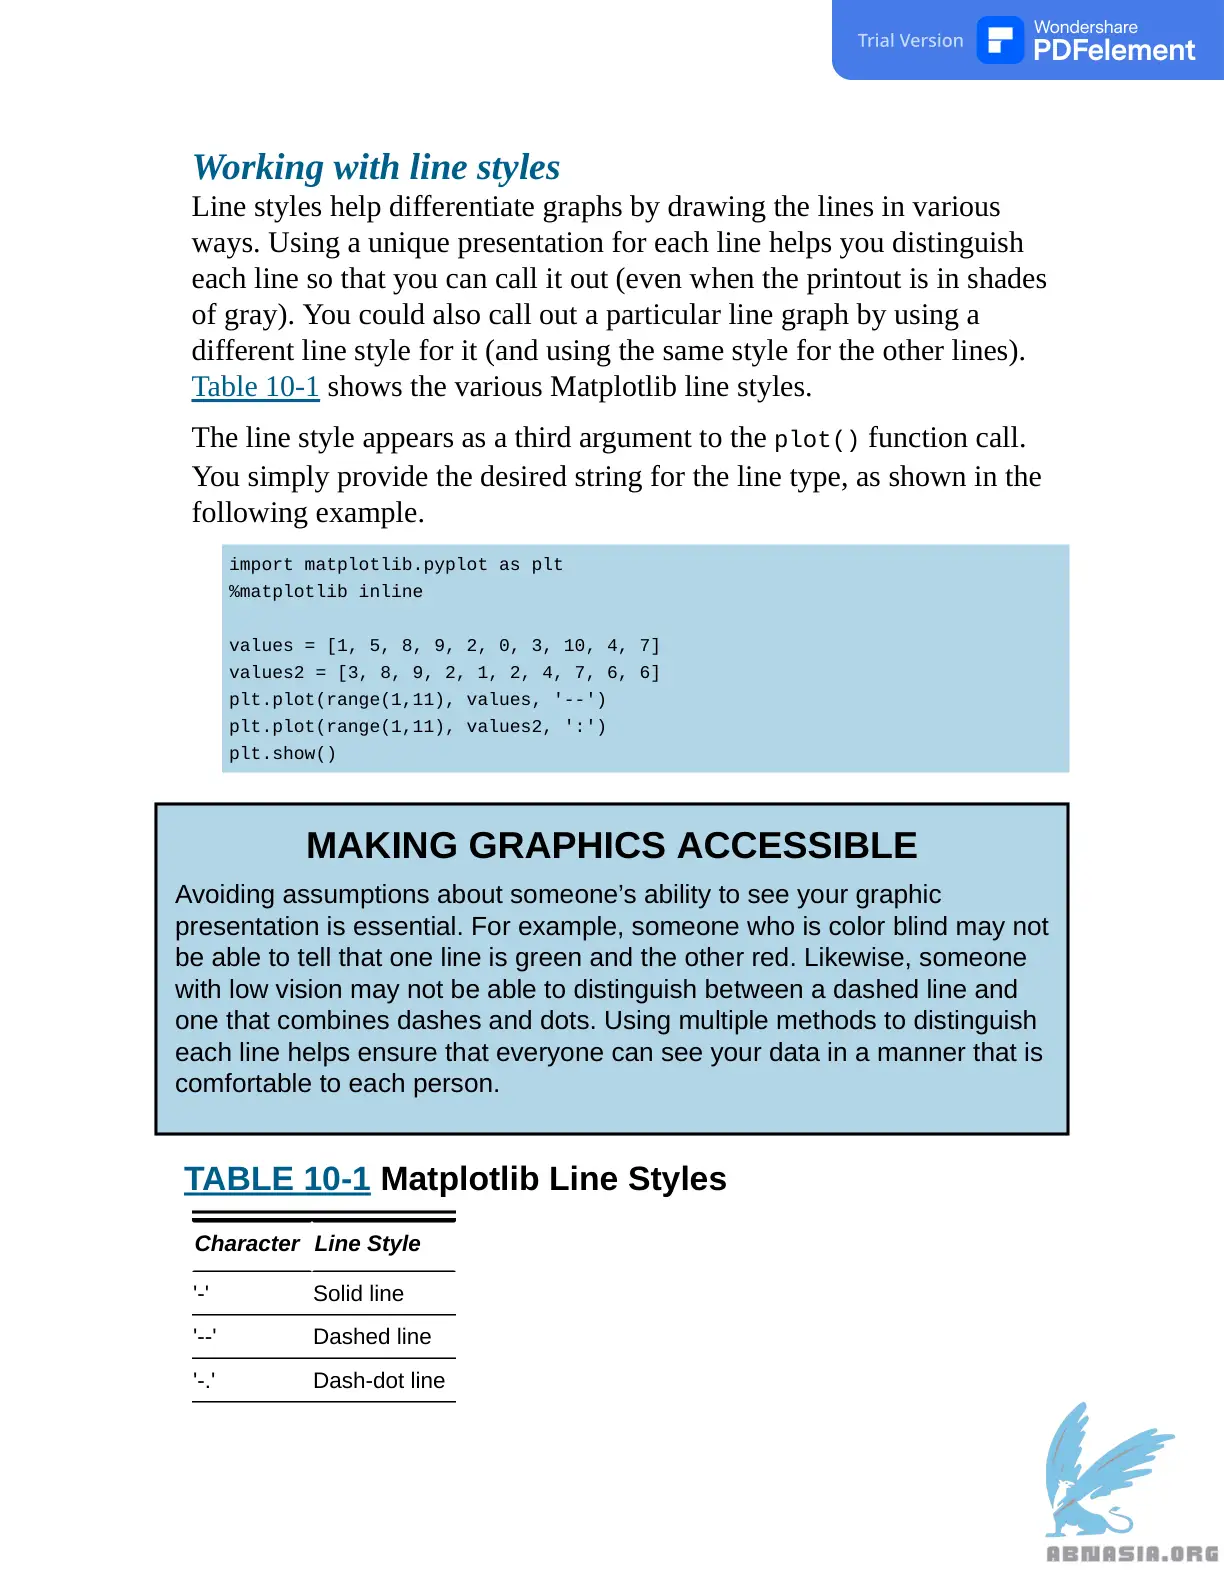 Trial Version
Wondershare
PDFelement
Working with line styles
Line styles help differentiate graphs by drawing the lines in various
ways. Using a unique presentation for each line helps you distinguish
each line so that you can call it out (even when the printout is in shades
of gray). You could also call out a particular line graph by using a
different line style for it (and using the same style for the other lines).
Table 10-1 shows the various Matplotlib line styles.
The line style appears as a third argument to the plot() function call.
You simply provide the desired string for the line type, as shown in the
following example.
import matplotlib.pyplot as plt
%matplotlib inline
values = [1, 5, 8, 9, 2, 0, 3, 10, 4, 7]
values2 = [3, 8, 9, 2, 1, 2, 4, 7, 6, 6]
plt.plot(range(1,11), values, '--')
plt.plot(range(1,11), values2, ':')
plt.show()
MAKING GRAPHICS ACCESSIBLE
Avoiding assumptions about someone’s ability to see your graphic
presentation is essential. For example, someone who is color blind may not
be able to tell that one line is green and the other red. Likewise, someone
with low vision may not be able to distinguish between a dashed line and
one that combines dashes and dots. Using multiple methods to distinguish
each line helps ensure that everyone can see your data in a manner that is
comfortable to each person.
TABLE 10-1 Matplotlib Line Styles
Character Line Style
'-' Solid line
'--' Dashed line
'-.' Dash-dot line
ABNASIA.ORG